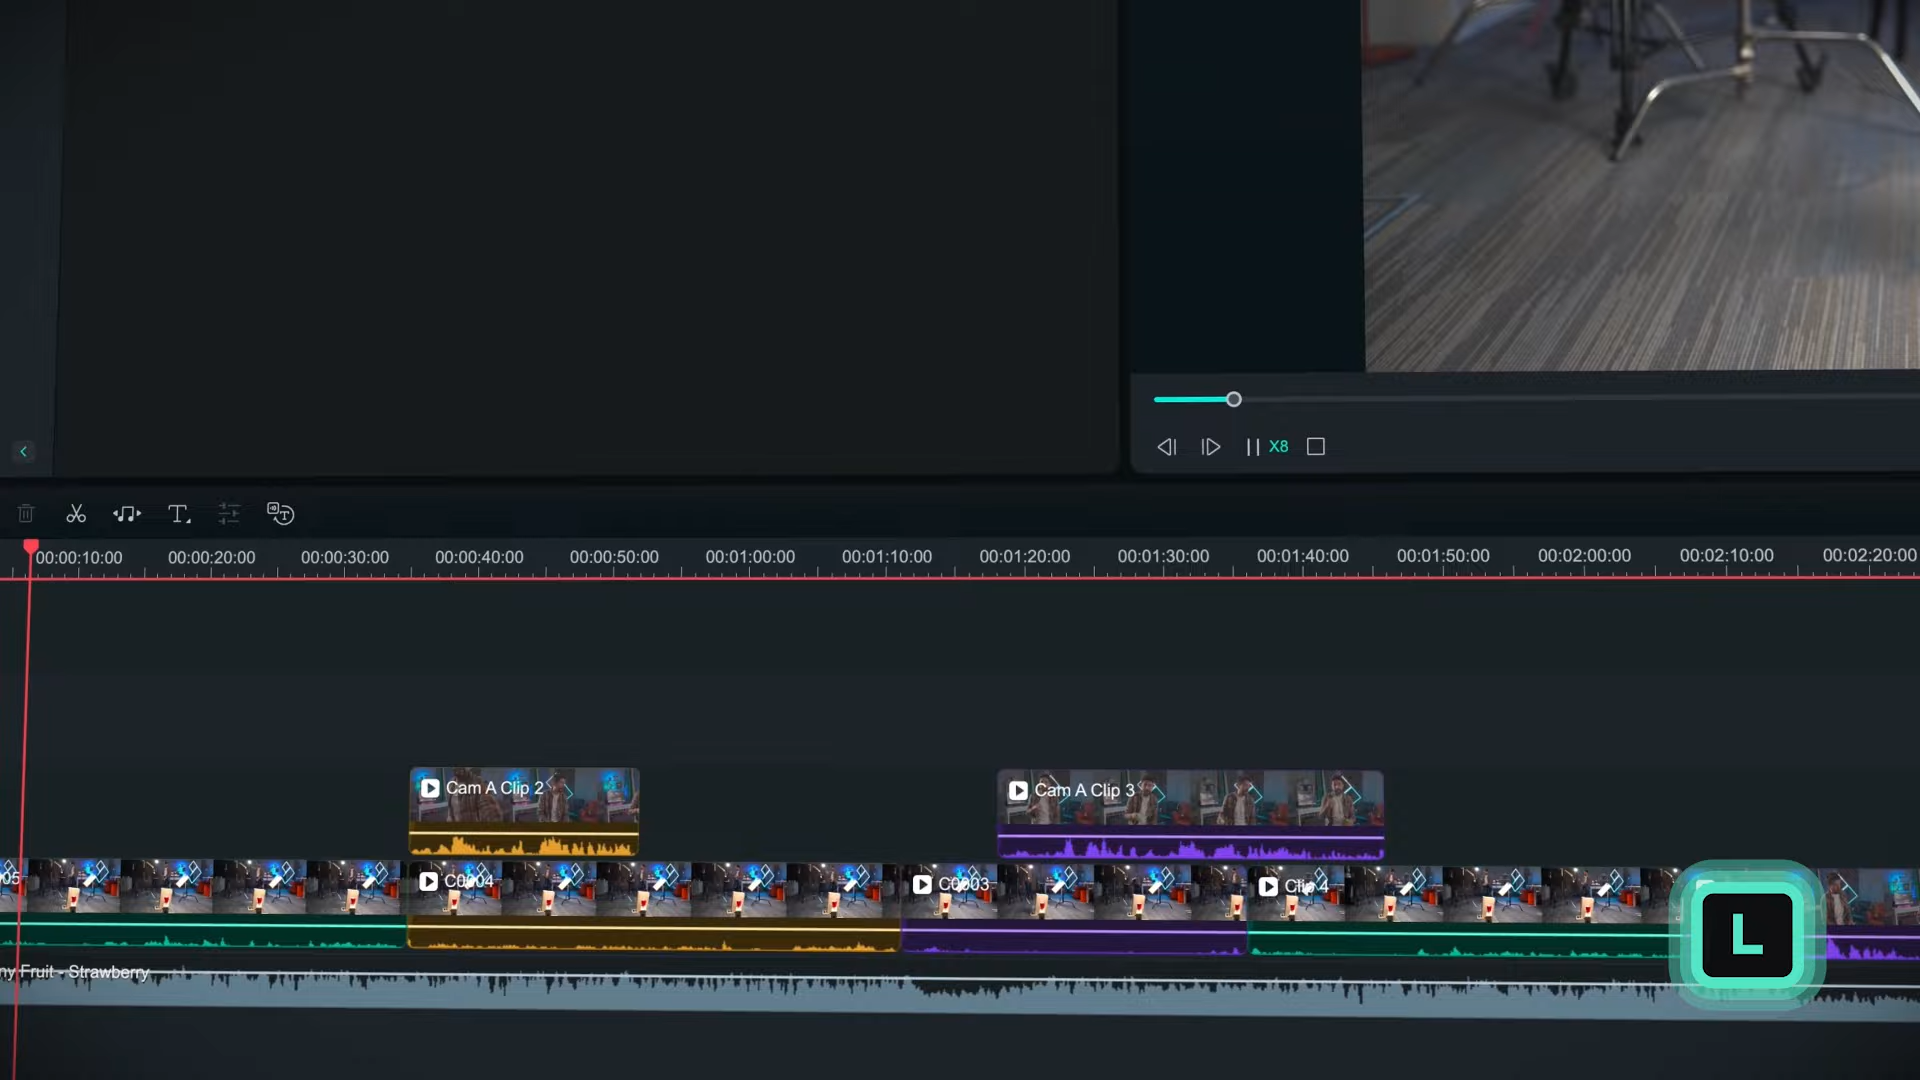 X8
00:00:10:00 00:00:20:00 00:00:30:00 00:00:40:00 00:00:50:00 00:01:00:00 00:01:10:00 00:01:20:00 00:01:30:00 00:01:40:00 00:01:50:00 00:02:00:00 00:02:10:00 00:02:20:00
Cam A Clip 2 Cam A Clip 3
05 C0004 C0003 Clip 4
L
ny Fruit - Strawberry